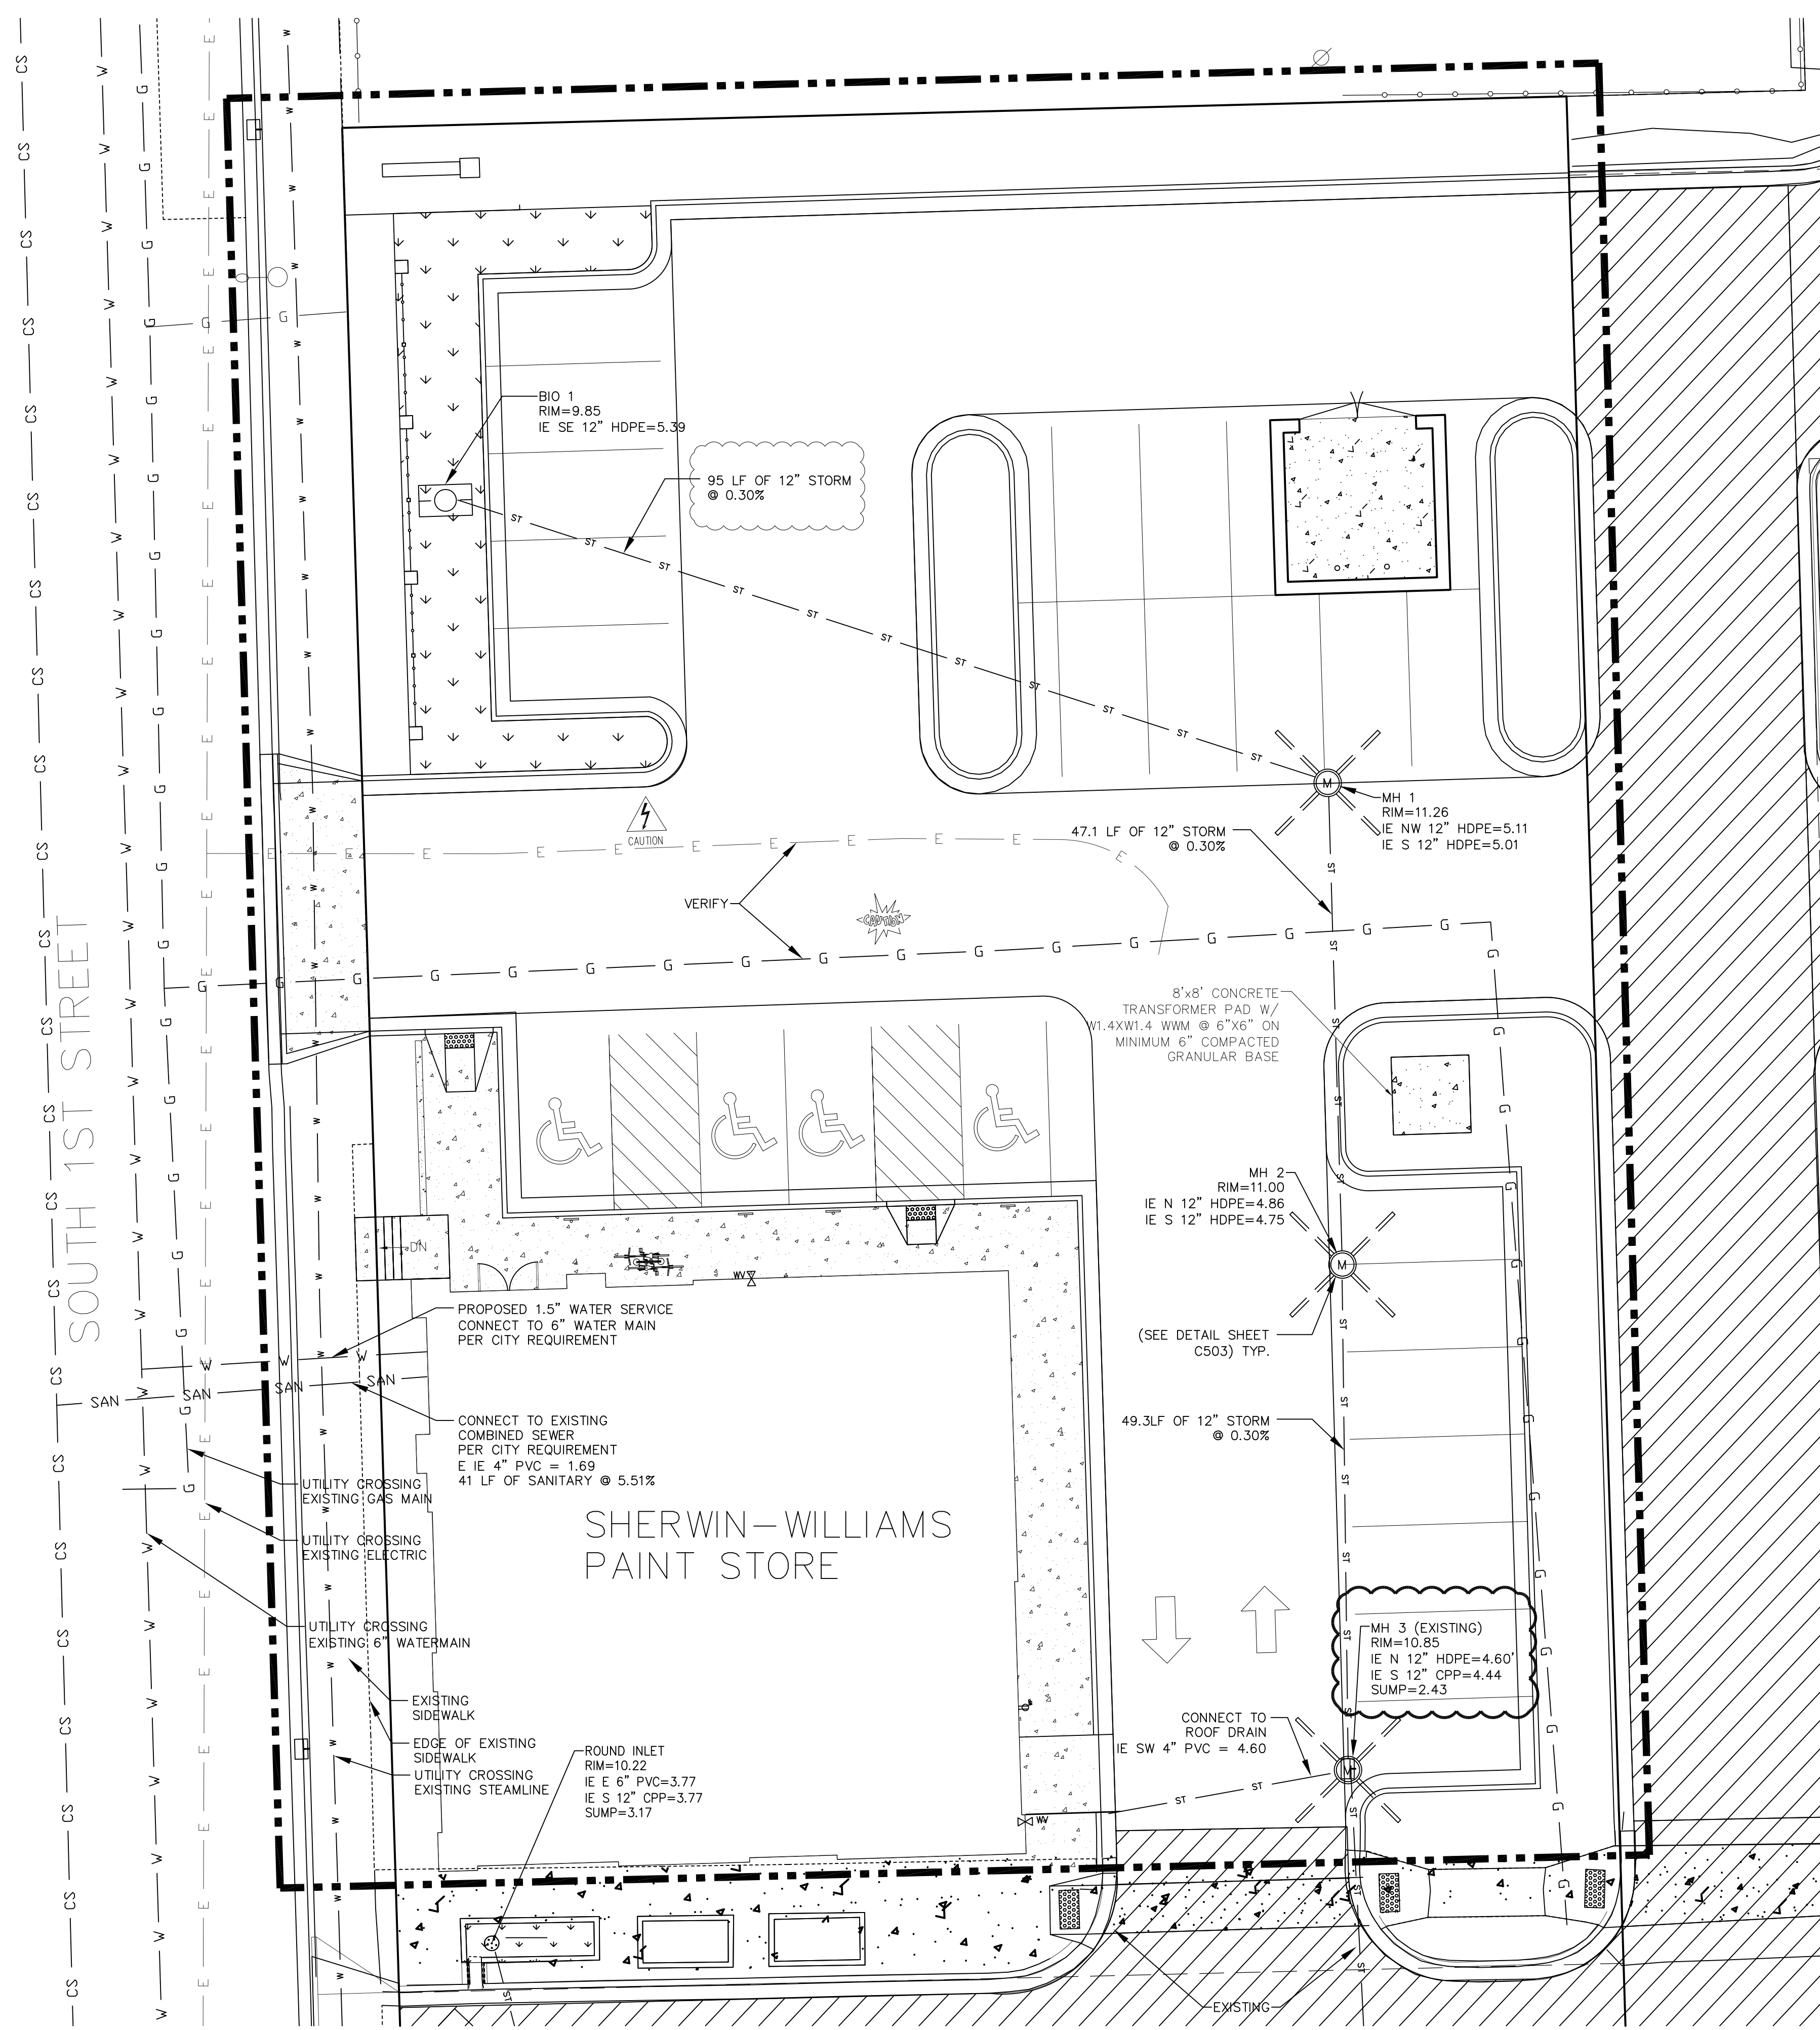 BIO 1
RIM=9.85
IE SE 12" HDPE=5.39
95 LF OF 12" STORM
@ 0.30%
MH 1
RIM=11.26
IE NW 12" HDPE=5.11
IE S 12" HDPE=5.01
47.1 LF OF 12" STORM
@ 0.30%
CAUTION
VERIFY
CAUTION
8'x8' CONCRETE
TRANSFORMER PAD W/
W1.4XW1.4 WWM @ 6"X6" ON
MINIMUM 6" COMPACTED
GRANULAR BASE
SOUTH 1ST STREET
MH 2
RIM=11.00
IE N 12" HDPE=4.86
IE S 12" HDPE=4.75
DN
WV
PROPOSED 1.5" WATER SERVICE
CONNECT TO 6" WATER MAIN
PER CITY REQUIREMENT
(SEE DETAIL SHEET
C503) TYP.
CONNECT TO EXISTING
COMBINED SEWER
PER CITY REQUIREMENT
E IE 4" PVC = 1.69
41 LF OF SANITARY @ 5.51%
49.3LF OF 12" STORM
@ 0.30%
UTILITY CROSSING
EXISTING GAS MAIN
UTILITY CROSSING
EXISTING ELECTRIC
SHERWIN-WILLIAMS
PAINT STORE
UTILITY CROSSING
EXISTING 6" WATERMAIN
MH 3 (EXISTING)
RIM=10.85
IE N 12" HDPE=4.60'
IE S 12" CPP=4.44
SUMP=2.43
EXISTING
SIDEWALK
CONNECT TO
ROOF DRAIN
IE SW 4" PVC = 4.60
EDGE OF EXISTING
SIDEWALK
UTILITY CROSSING
EXISTING STEAMLINE
ROUND INLET
RIM=10.22
IE E 6" PVC=3.77
IE S 12" CPP=3.77
SUMP=3.17
WV
EXISTING
CS
W
G
E
ST
SAN
M